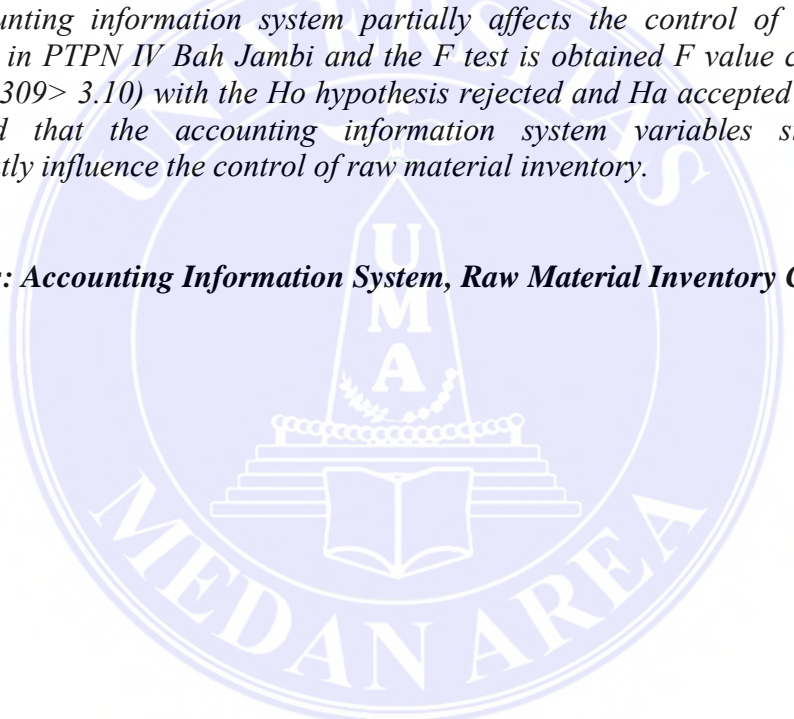 unting information system partially affects the control of
in PTPN IV Bah Jambi and the F test is obtained F value
309> 3.10) with the Ho hypothesis rejected and Ha accepted
that the accounting information system variables
tly influence the control of raw material inventory.
: Accounting Information System, Raw Material Inventory
UNIVERSITAS
UMA
MEDAN AREA